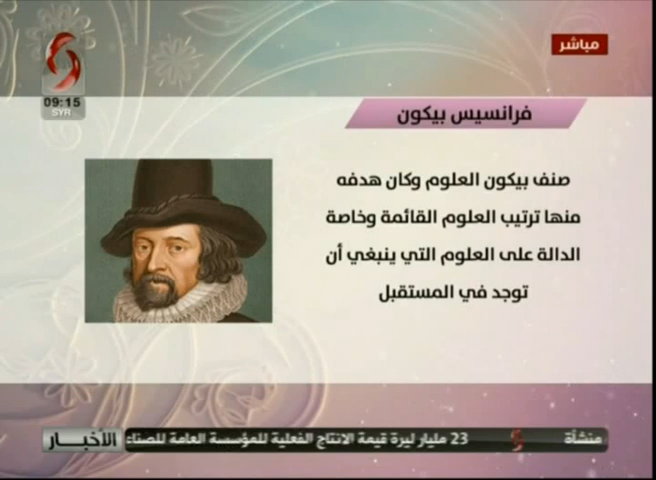 مباشر
09:15
SYR
فرانسيس بيكون
صنف بيكون العلوم وكان هدفه
منها ترتيب العلوم القائمة وخاصة
الدالة على العلوم التي ينبغي أن
توجد في المستقبل
الأخبار
منشأة
23 مليار ليرة قيمة الانتاج الفعلية للمؤسسة العامة للصناع